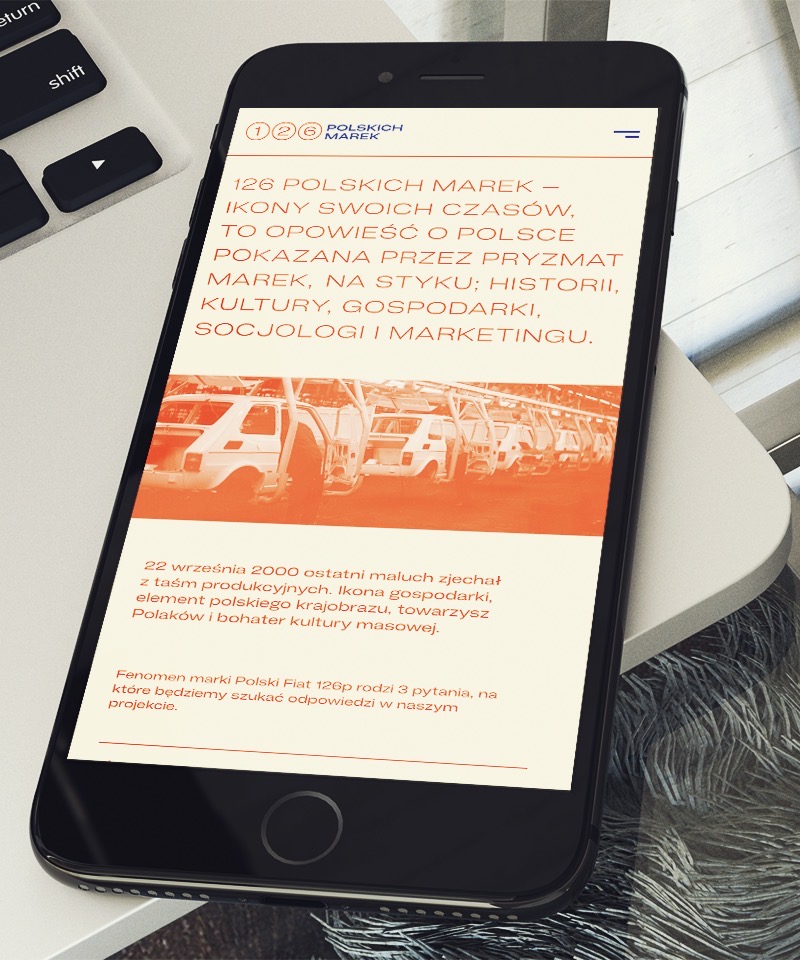 eturn
shift
126 POLSKICH
MAREK
126 POLSKICH MAREK –
IKONY SWOICH CZASÓW,
TO OPOWIEŚĆ O POLSCE
POKAZANA PRZEZ PRYZMAT
MAREK, NA STYKU; HISTORII,
KULTURY, GOSPODARKI,
SOCJOLOGI I MARKETINGU.
22 września 2000 ostatni maluch zjechał
z taśm produkcyjnych. Ikona gospodarki,
element polskiego krajobrazu, towarzysz
Polaków i bohater kultury masowej.
Fenomen marki Polski Fiat 126p rodzi 3 pytania, na
które będziemy szukać odpowiedzi w naszym
projekcie.